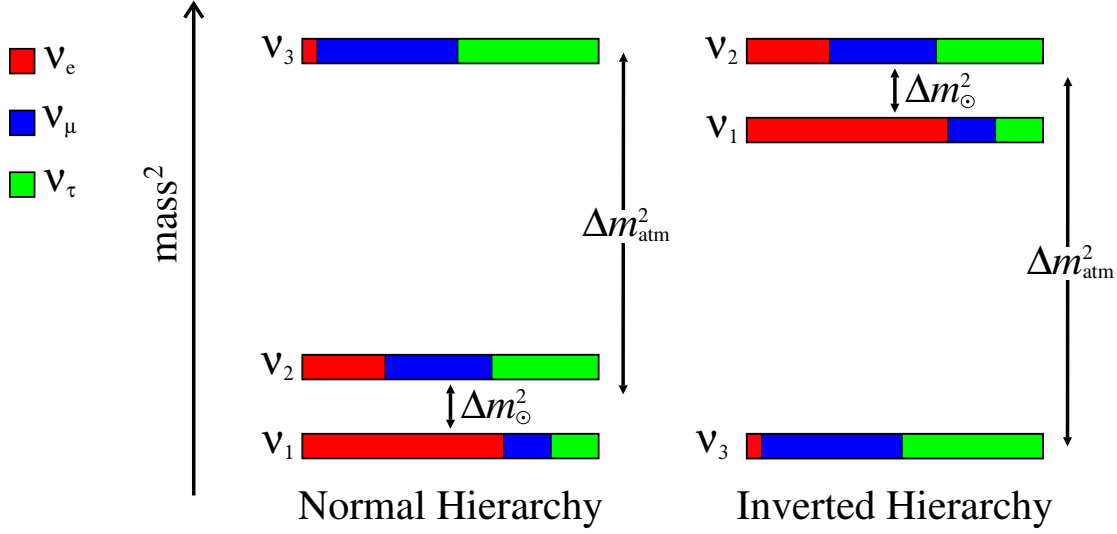 νe
νμ
ντ
mass²
ν₃
Δm²atm
ν₂
Δm²⊙
ν₁
Normal Hierarchy
ν₂
Δm²⊙
ν₁
Δm²atm
ν₃
Inverted Hierarchy